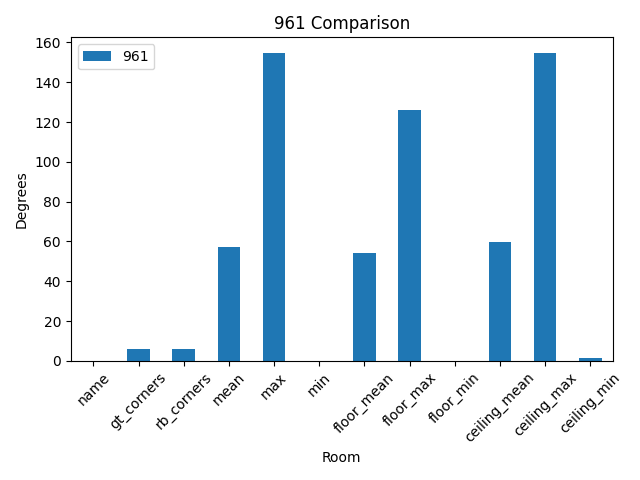 961 Comparison
961
160
140
120
100
80
60
40
20
0
Degrees
name
gt_corners
rb_corners
mean
max
min
floor_mean
floor_max
floor_min
ceiling_mean
ceiling_max
ceiling_min
Room